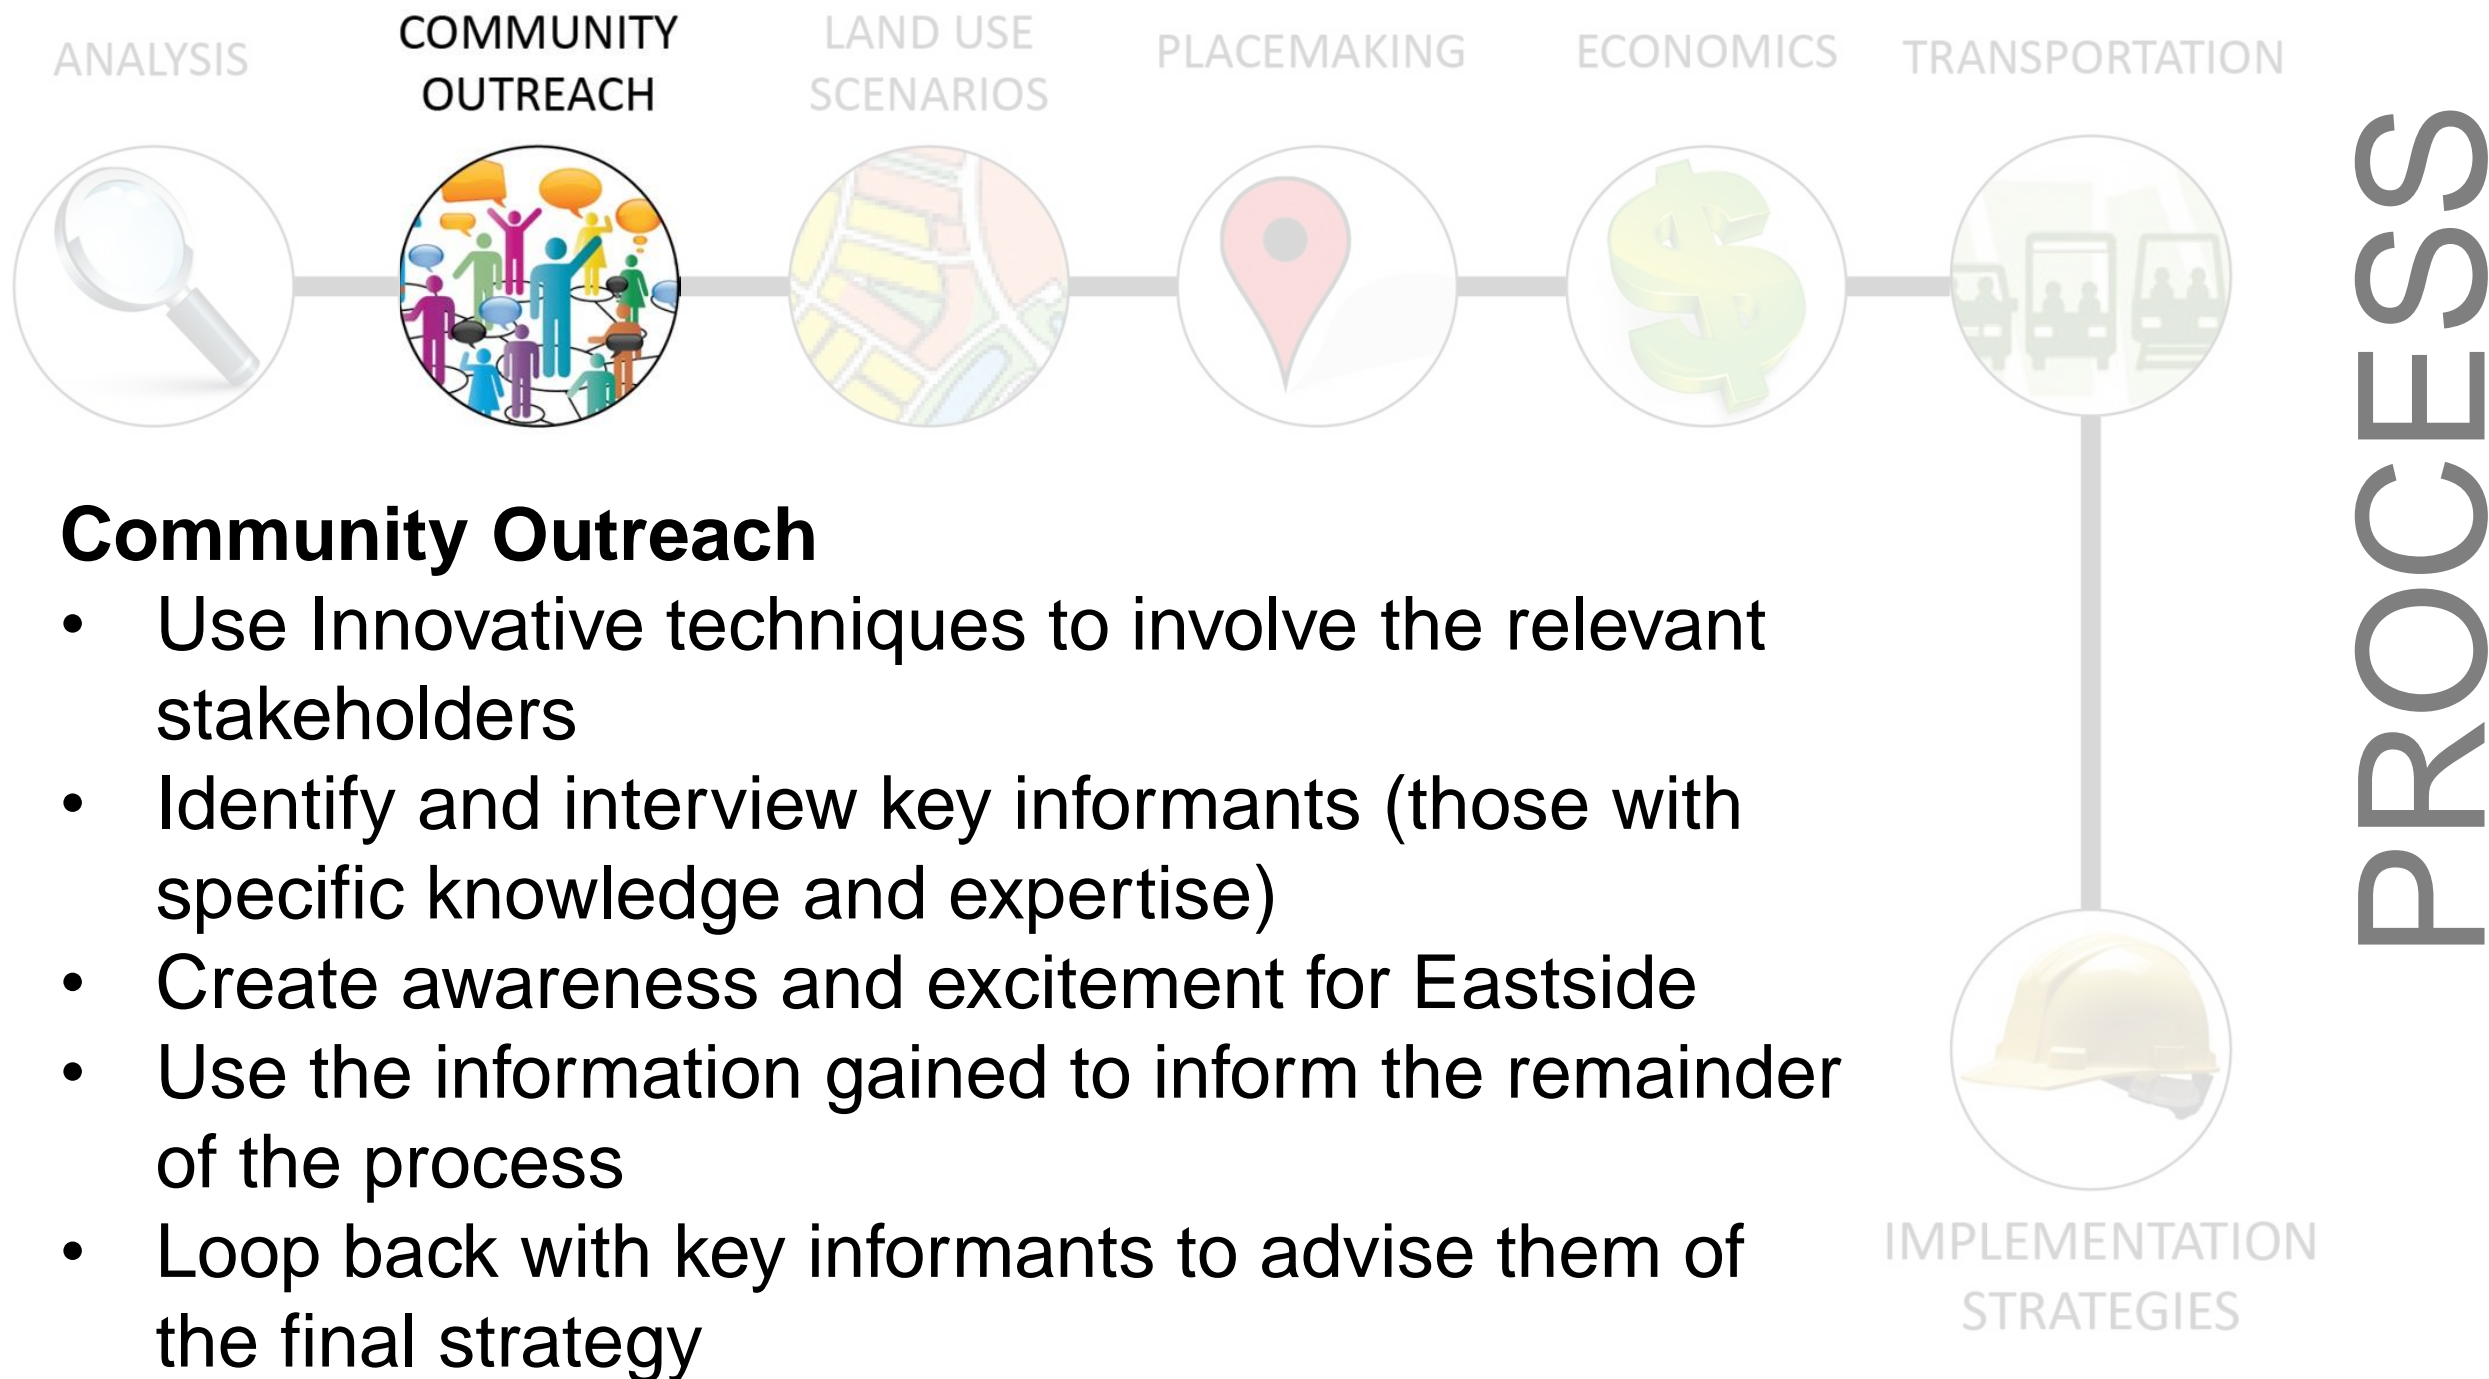 ANALYSIS
COMMUNITY
OUTREACH
LAND USE
SCENARIOS
PLACEMAKING
ECONOMICS
TRANSPORTATION
PROCESS
Community Outreach
• Use Innovative techniques to involve the relevant
stakeholders
• Identify and interview key informants (those with
specific knowledge and expertise)
• Create awareness and excitement for Eastside
• Use the information gained to inform the remainder
of the process
• Loop back with key informants to advise them of
the final strategy
IMPLEMENTATION
STRATEGIES